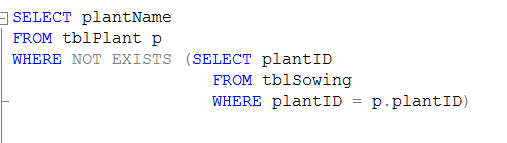 SELECT plantName
FROM tblPlant p
WHERE NOT EXISTS (SELECT plantID
FROM tblSowing
WHERE plantID = p.plantID)